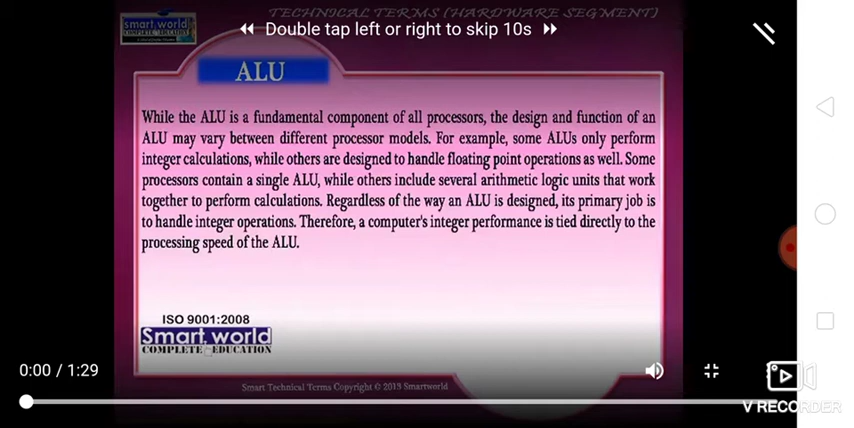 TECHNICAL TERMS (HARDWARE SEGMENT)
Smart world
COMPLETE EDUCATION
Double tap left or right to skip 10s
ALU
While the ALU is a fundamental component of all processors, the design and function of an
ALU may vary between different processor models. For example, some ALUs only perform
integer calculations, while others are designed to handle floating point operations as well. Some
processors contain a single ALU, while others include several arithmetic logic units that work
together to perform calculations. Regardless of the way an ALU is designed, its primary job is
to handle integer operations. Therefore, a computer's integer performance is tied directly to the
processing speed of the ALU.
ISO 9001:2008
Smart world
COMPLETE EDUCATION
0:00 / 1:29
Smart Technical Terms Copyright © 2013 Smartworld
V RECORDER